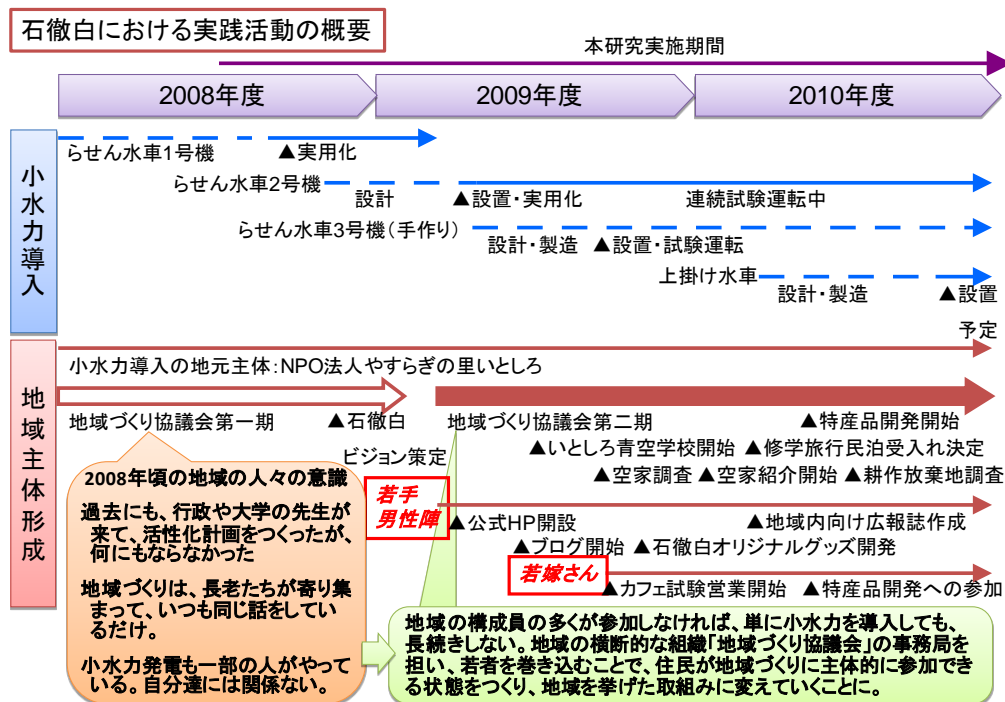 石徹白における実践活動の概要
本研究実施期間
2008年度
2009年度
2010年度
小水力導入
らせん水車1号機
▲実用化
らせん水車2号機
設計
▲設置・実用化
連続試験運転中
らせん水車3号機(手作り)
設計・製造
▲設置・試験運転
上掛け水車
設計・製造
▲設置
予定
地域主体形成
小水力導入の地元主体:NPO法人やすらぎの里いとしろ
地域づくり協議会第一期
▲石徹白
ビジョン策定
地域づくり協議会第二期
▲特産品開発開始
▲いとしろ青空学校開始
▲修学旅行民泊受入れ決定
▲空家調査
▲空家紹介開始
▲耕作放棄地調査
若手
男性陣
▲公式HP開設
▲地域内向け広報誌作成
▲ブログ開始
▲石徹白オリジナルグッズ開発
若嫁さん
▲カフェ試験営業開始
▲特産品開発への参加
2008年頃の地域の人々の意識
過去にも、行政や大学の先生が
来て、活性化計画をつくったが、
何にもならなかった
地域づくりは、長老たちが寄り集
まって、いつも同じ話をしてい
るだけ。
小水力発電も一部の人がやって
いる。自分達には関係ない。
地域の構成員の多くが参加しなければ、単に小水力を導入しても、
長続きしない。地域の横断的な組織「地域づくり協議会」の事務局を
担い、若者を巻き込むことで、住民が地域づくりに主体的に参加でき
る状態をつくり、地域を挙げた取組みに変えていくことに。